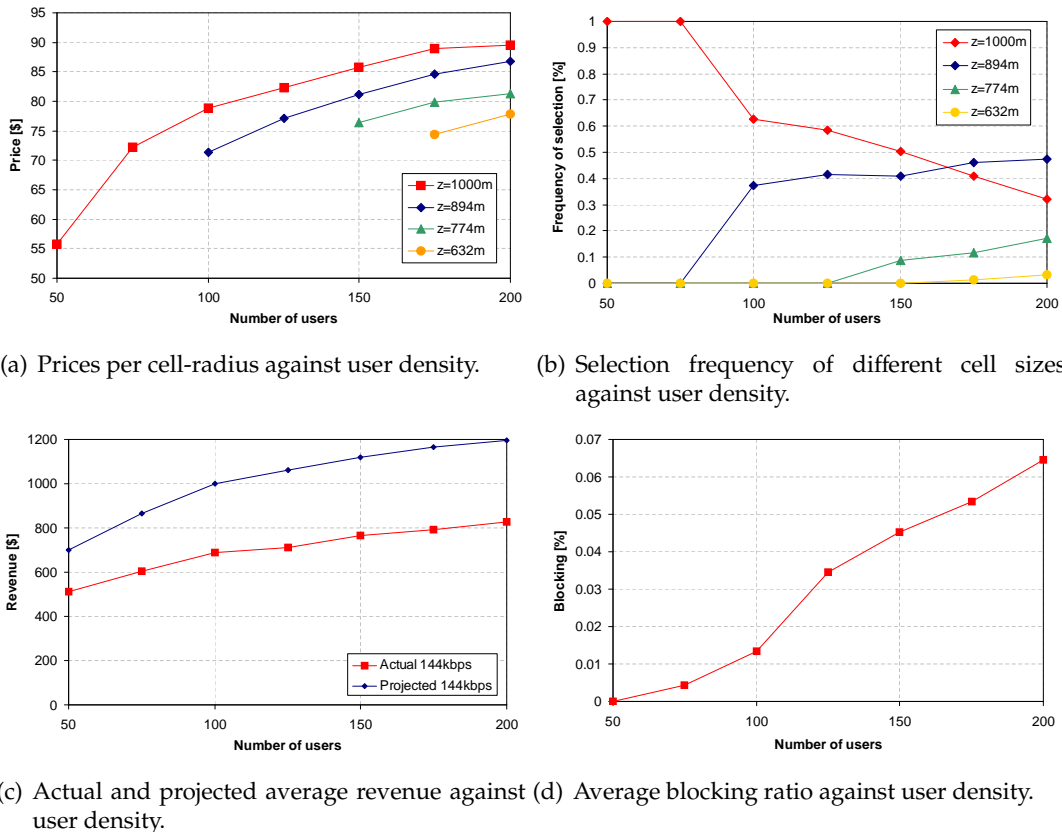 95
90
85
80
75
70
65
60
55
50
Price [$]
z=1000m
z=894m
z=774m
z=632m
50 100 150 200
Number of users
(a) Prices per cell-radius against user density.
1
0.9
0.8
0.7
0.6
0.5
0.4
0.3
0.2
0.1
0
Frequency of selection [%]
z=1000m
z=894m
z=774m
z=632m
50 100 150 200
Number of users
(b) Selection frequency of different cell sizes
against user density.
1200
1000
800
600
400
200
0
Revenue [$]
Actual 144kbps
Projected 144kbps
50 100 150 200
Number of users
c) Actual and projected average revenue against
user density.
0.07
0.06
0.05
0.04
0.03
0.02
0.01
0
Blocking [%]
50 100 150 200
Number of users
(d) Average blocking ratio against user density.